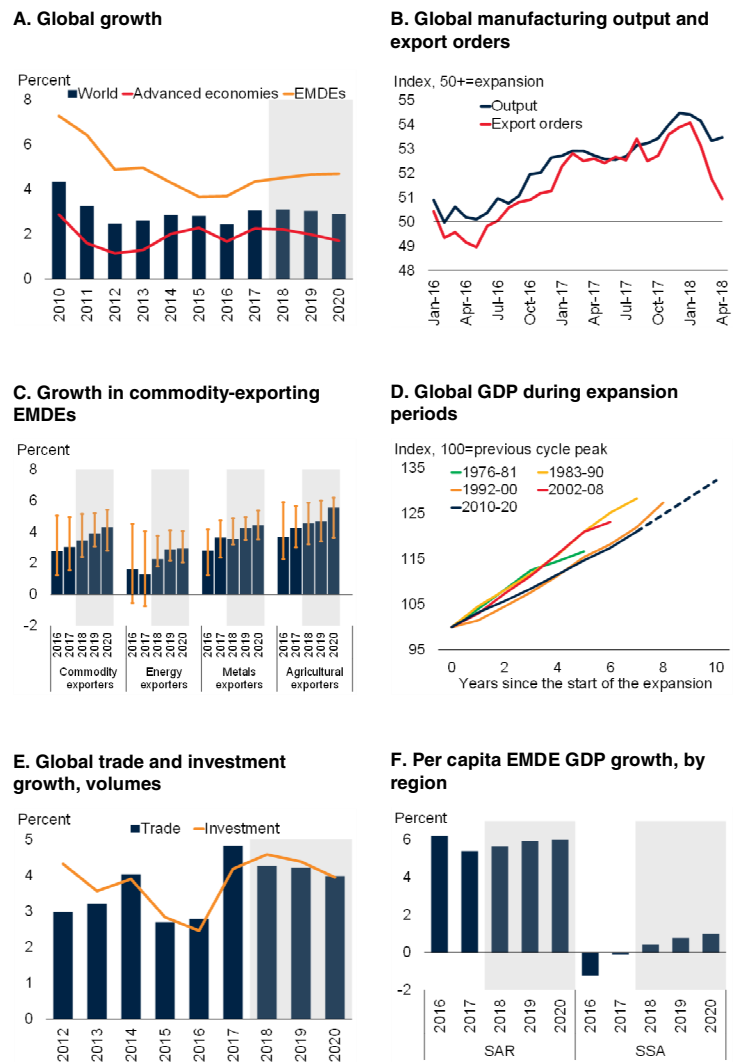 A. Global growth
Percent
World Advanced economies EMDEs
8
6
4
2
0
2010 2011 2012 2013 2014 2015 2016 2017 2018 2019 2020
B. Global manufacturing output and
export orders
Index, 50+=expansion
Output
Export orders
55
54
53
52
51
50
49
48
Jan-16 Apr-16 Jul-16 Oct-16 Jan-17 Apr-17 Jul-17 Oct-17 Jan-18 Apr-18
C. Growth in commodity-exporting
EMDEs
Percent
8
6
4
2
0
-2
2016 2017 2018 2019 2020 2016 2017 2018 2019 2020 2016 2017 2018 2019 2020 2016 2017 2018 2019 2020
Commodity Energy Metals Agricultural
exporters exporters exporters exporters
D. Global GDP during expansion
periods
Index, 100=previous cycle peak
1976-81 1983-90
1992-00 2002-08
2010-20
135
125
115
105
95
0 2 4 6 8 10
Years since the start of the expansion
E. Global trade and investment
growth, volumes
Percent
Trade Investment
5
4
3
2
1
0
2012 2013 2014 2015 2016 2017 2018 2019 2020
F. Per capita EMDE GDP growth, by
region
Percent
6
4
2
0
-2
2016 2017 2018 2019 2020 2016 2017 2018 2019 2020
SAR SSA